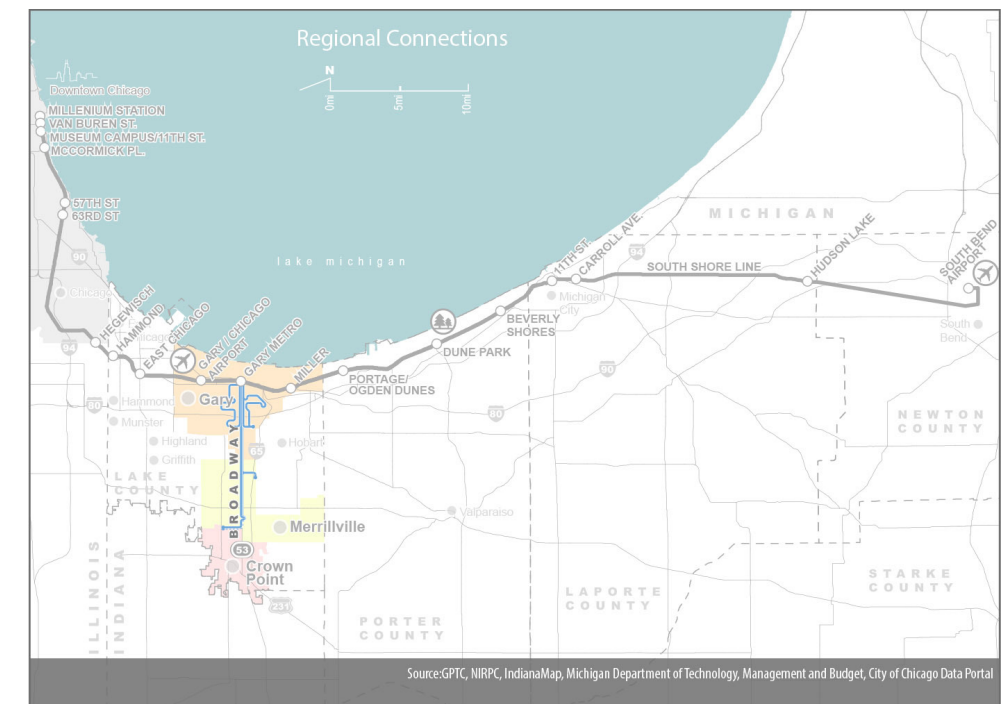 Regional Connections
N
0mi
5mi
10mi
Downtown Chicago
MILLENIUM STATION
VAN BUREN ST.
MUSEUM CAMPUS/11TH ST.
MCCORMICK PL.
57TH ST
63RD ST
lake michigan
MICHIGAN
90
Chicago
94
HEGEWISCH
HAMMOND
EAST CHICAGO
GARY / CHICAGO
AIRPORT
GARY METRO
MILLER
PORTAGE/
OGDEN DUNES
DUNE PARK
BEVERLY
SHORES
11TH ST.
CARROLL AVE.
94
SOUTH SHORE LINE
HUDSON LAKE
SOUTH BEND
AIRPORT
South
Bend
Michigan
City
90
80
80
Hammond
Munster
Highland
Griffith
Gary
BROADWAY
65
Hobart
LAKE
COUNTY
Merrillville
53
Crown
Point
231
Valparaiso
ILLINOIS
INDIANA
PORTER
COUNTY
LAPORTE
COUNTY
NEWTON
COUNTY
STARKE
COUNTY
Source:GPTC, NIRPC, IndianaMap, Michigan Department of Technology, Management and Budget, City of Chicago Data Portal